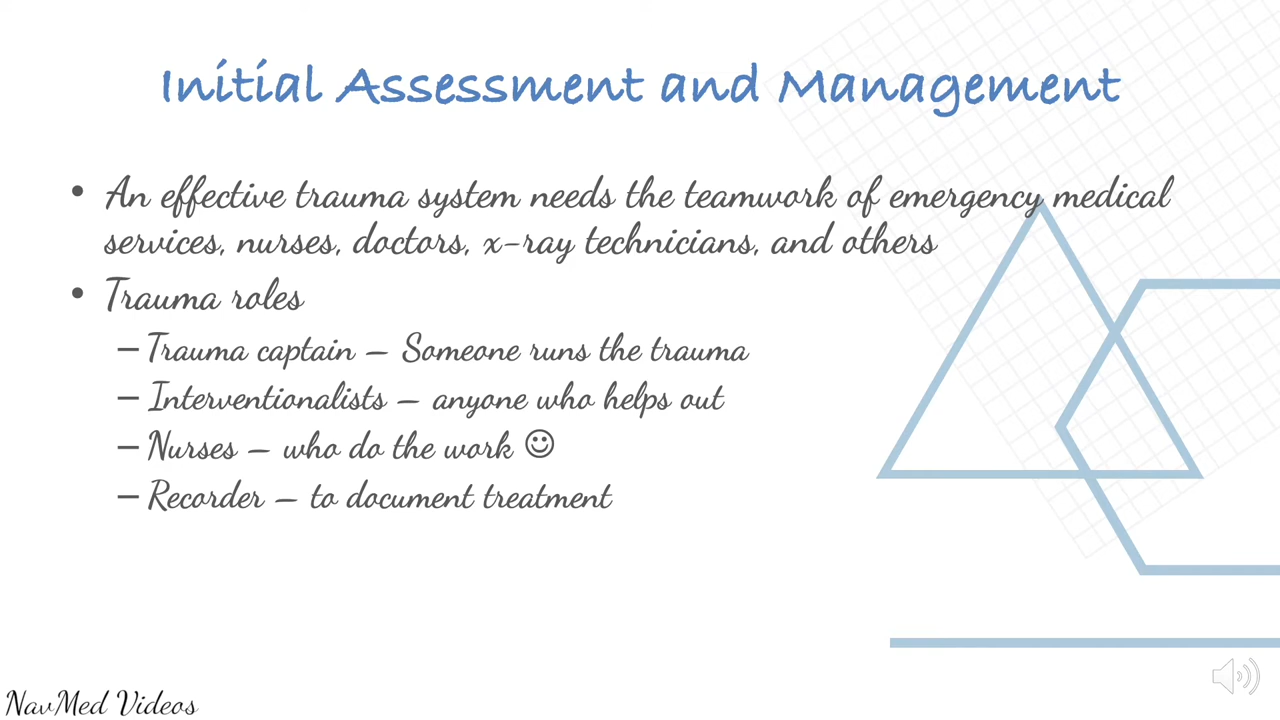 Initial Assessment and Management
• An effective trauma system needs the teamwork of emergency medical
services, nurses, doctors, x-ray technicians, and others
• Trauma roles
– Trauma captain – Someone runs the trauma
– Interventionalists – anyone who helps out
– Nurses – who do the work ☺
– Recorder – to document treatment
NavMed Videos